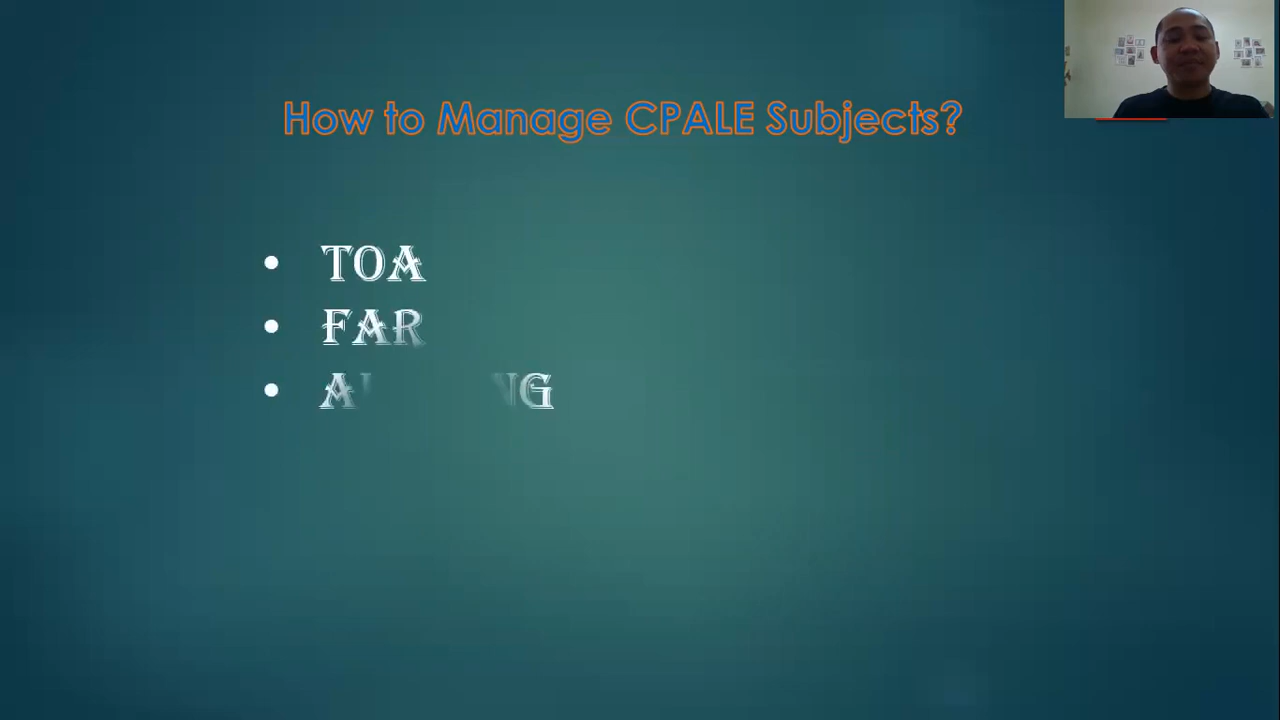 How to Manage CPALE Subjects?
• TOA
• FAR
•